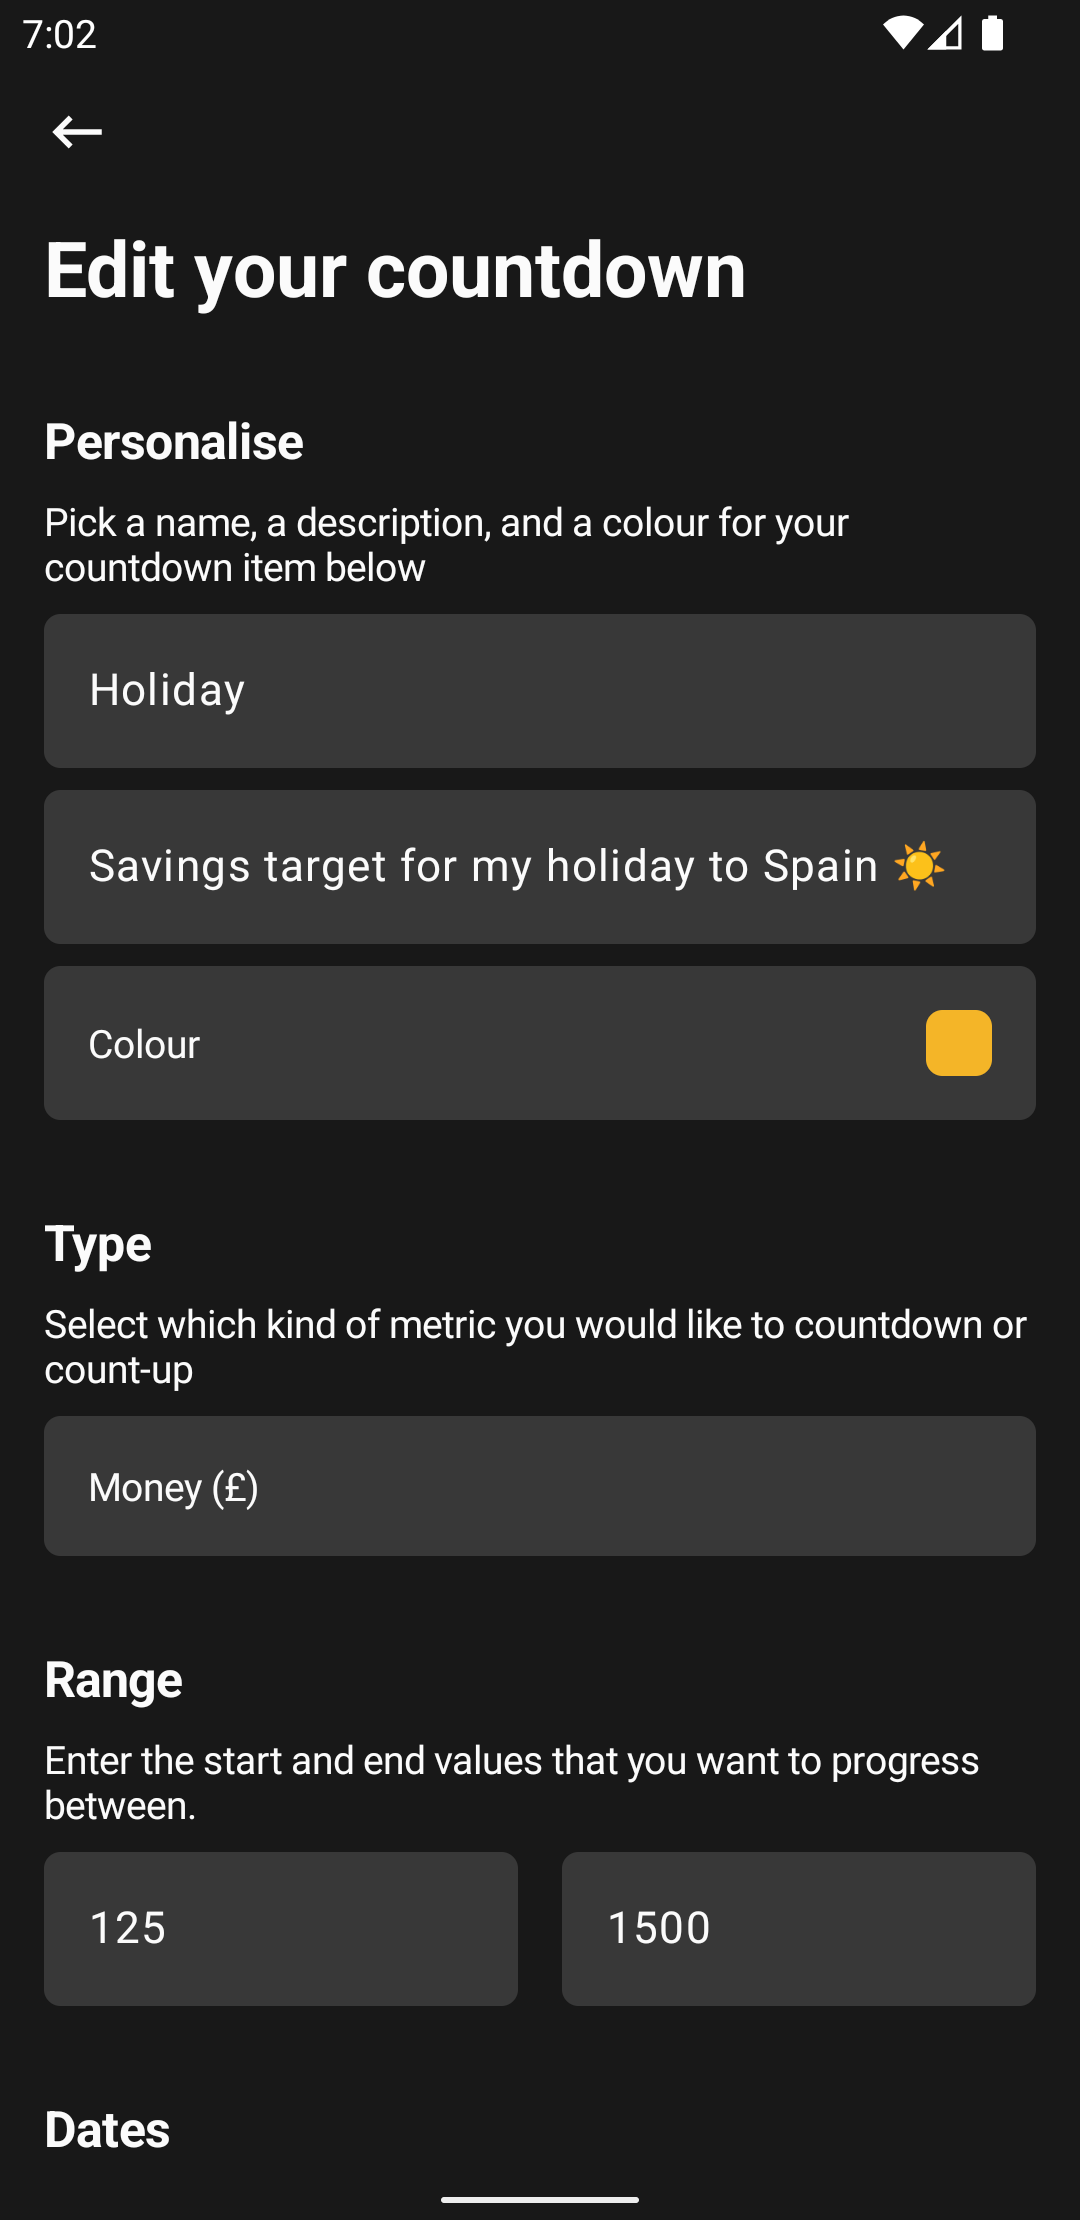 7:02
Edit your countdown
Personalise
Pick a name, a description, and a colour for your
countdown item below
Holiday
Savings target for my holiday to Spain ☀️
Colour
Type
Select which kind of metric you would like to countdown or
count-up
Money (£)
Range
Enter the start and end values that you want to progress
between.
125
1500
Dates